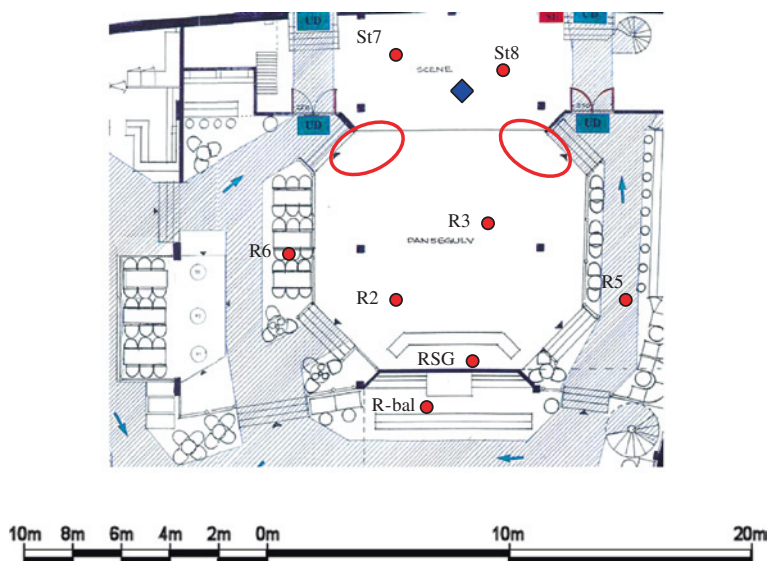 UD
UD
St7
St8
SCENE
UD
UD
R3
DANSEGULV
R6
R2
R5
RSG
R-bal
10m 8m 6m 4m 2m 0m 10m 20m